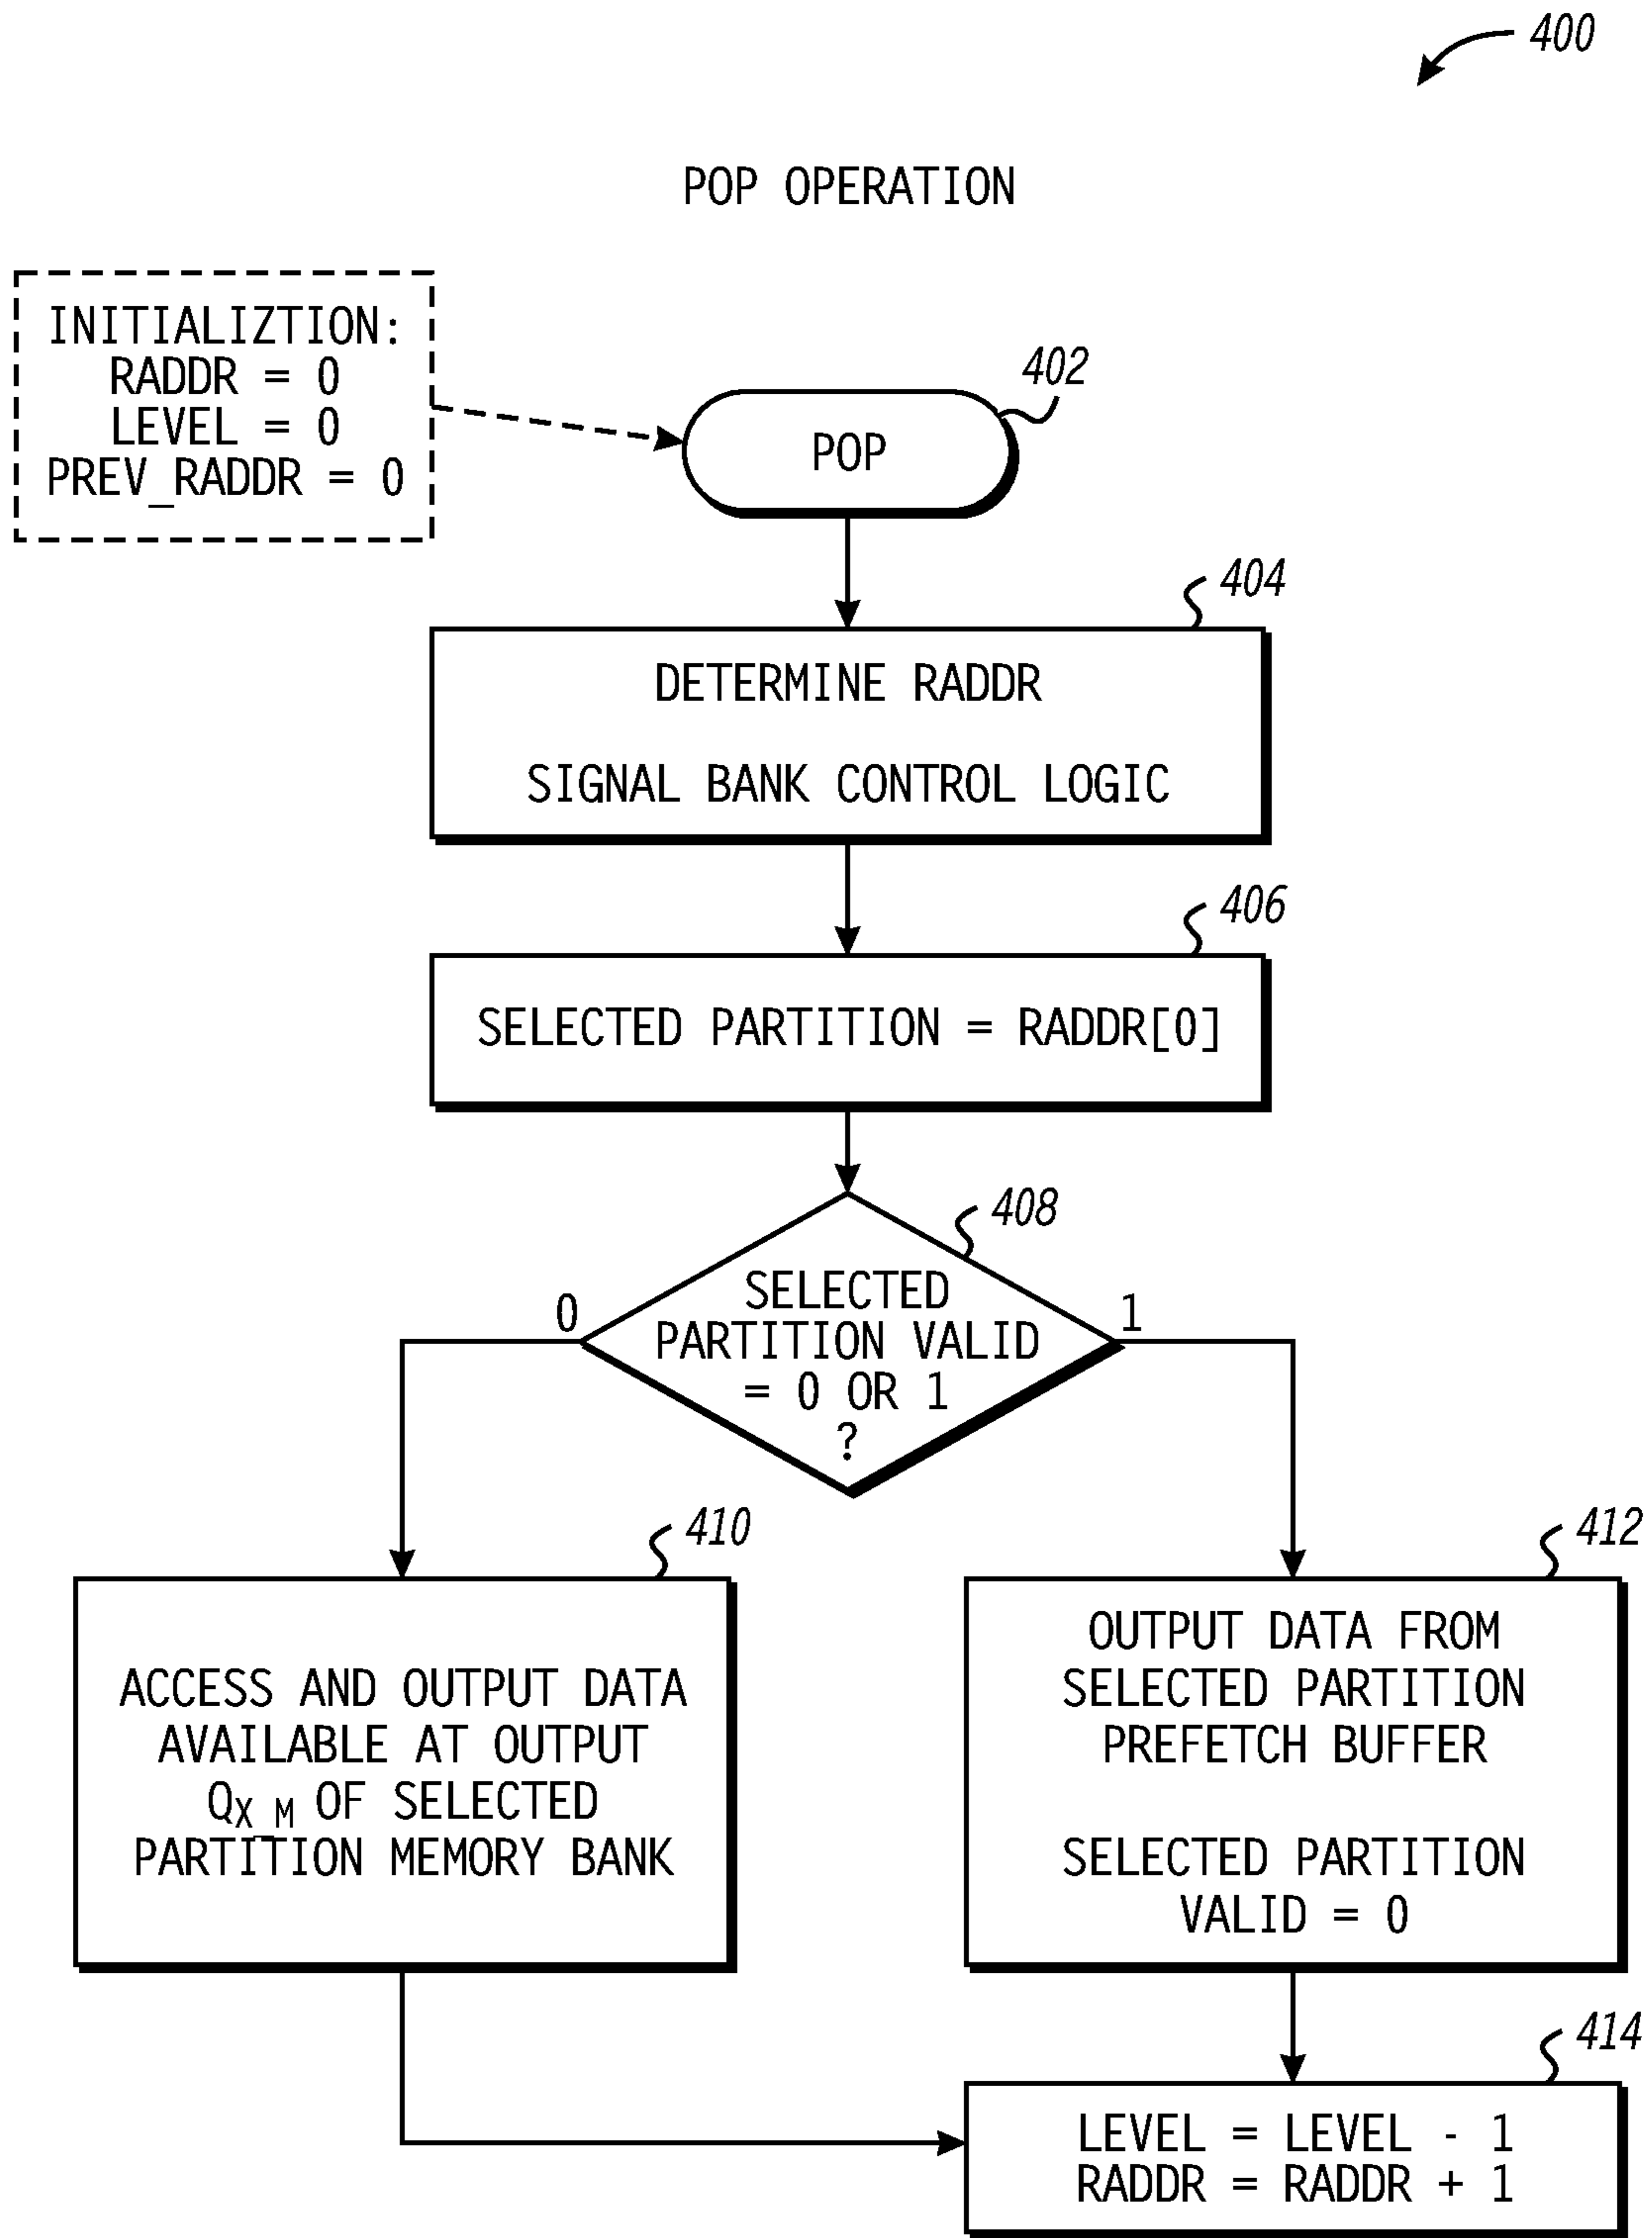 400
POP OPERATION
INITIALIZTION:
RADDR = 0
LEVEL = 0
PREV_RADDR = 0
402
POP
404
DETERMINE RADDR
SIGNAL BANK CONTROL LOGIC
406
SELECTED PARTITION = RADDR[0]
408
SELECTED
PARTITION VALID
= 0 OR 1
?
0
1
410
ACCESS AND OUTPUT DATA
AVAILABLE AT OUTPUT
QX_M OF SELECTED
PARTITION MEMORY BANK
412
OUTPUT DATA FROM
SELECTED PARTITION
PREFETCH BUFFER
SELECTED PARTITION
VALID = 0
414
LEVEL = LEVEL - 1
RADDR = RADDR + 1